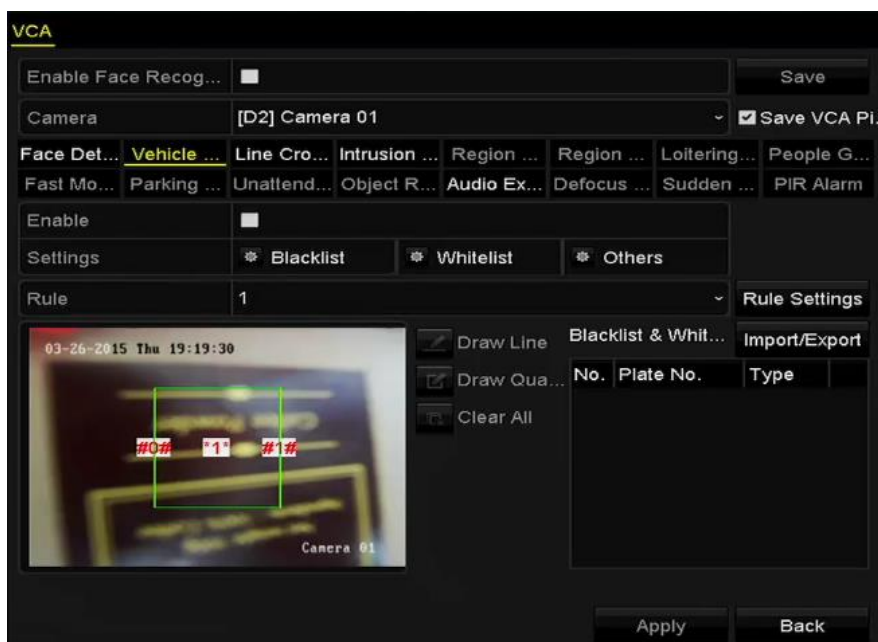 VCA
Enable Face Recog... Save
Camera [D2] Camera 01 Save VCA Pi.
Face Det... Vehicle ... Line Cro... Intrusion ... Region ... Region ... Loitering... People G...
Fast Mo... Parking ... Unattend... Object R... Audio Ex... Defocus ... Sudden ... PIR Alarm
Enable
Settings Blacklist Whitelist Others
Rule 1 Rule Settings
03-26-2015 Thu 19:19:30
#0# *1* #1#
Camera 01
Draw Line
Draw Qua...
Clear All
Blacklist & Whit... Import/Export
No. Plate No. Type
Apply Back